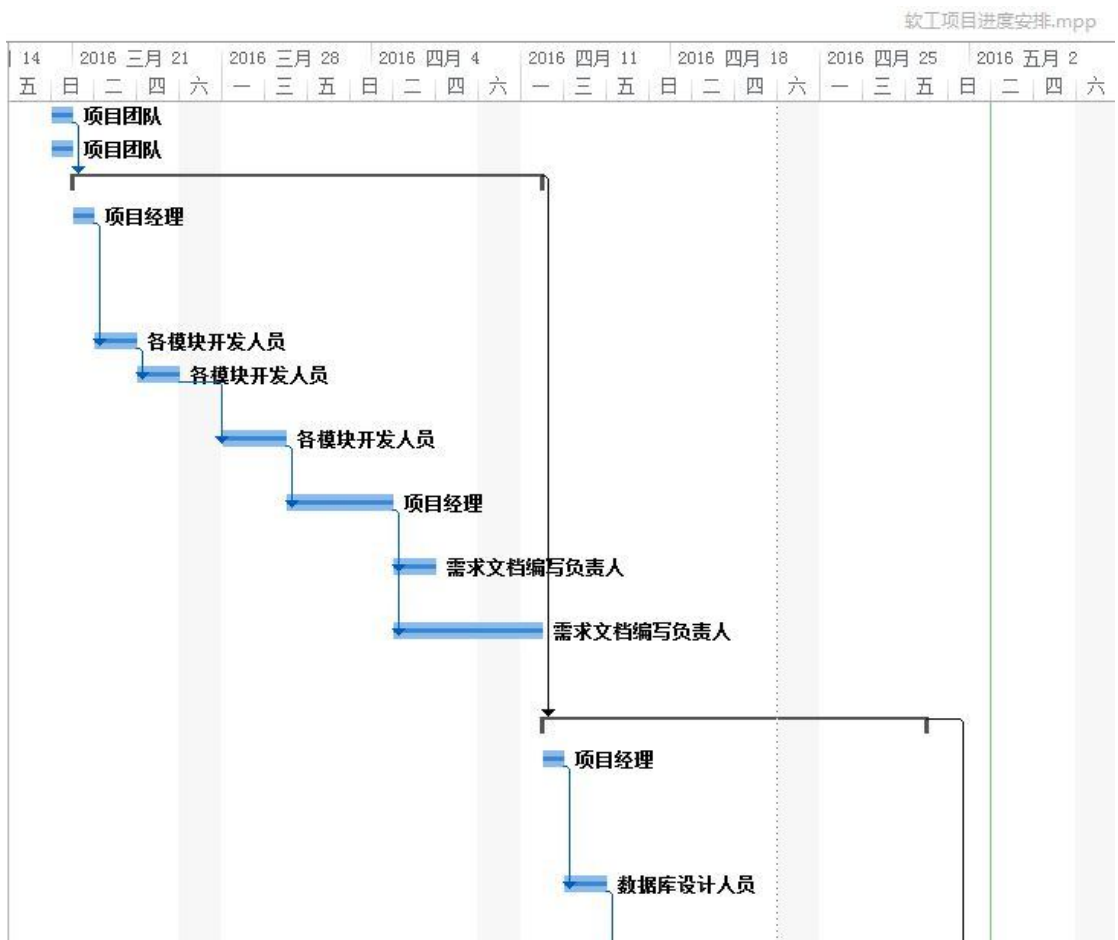 软工项目进度安排.mpp
14 2016 三月 21 2016 三月 28 2016 四月 4 2016 四月 11 2016 四月 18 2016 四月 25 2016 五月 2
五 日 二 四 六 一 三 五 日 二 四 六 一 三 五 日 二 四 六 一 三 五 日 二 四 六
项目团队
项目团队
项目经理
各模块开发人员
各模块开发人员
各模块开发人员
项目经理
需求文档编写负责人
需求文档编写负责人
项目经理
数据库设计人员